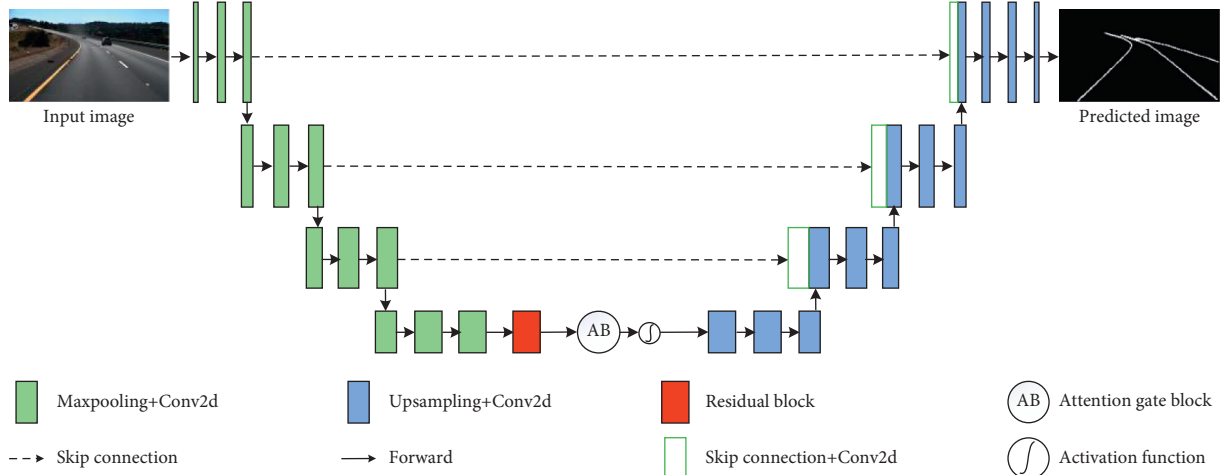 Input image
Predicted image
AB
∫
Maxpooling+Conv2d
Upsampling+Conv2d
Residual block
AB
Attention gate block
Skip connection
Forward
Skip connection+Conv2d
∫
Activation function